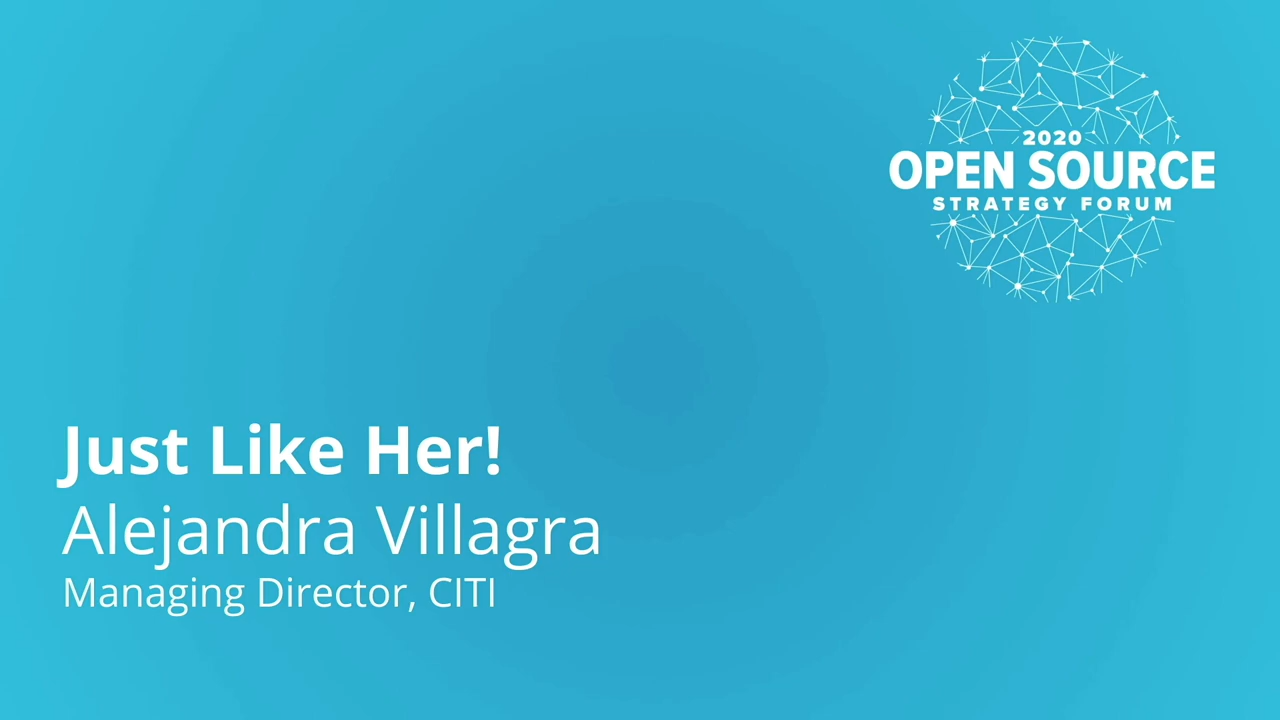 2020
OPEN SOURCE
STRATEGY FORUM
Just Like Her!
Alejandra Villagra
Managing Director, CITI